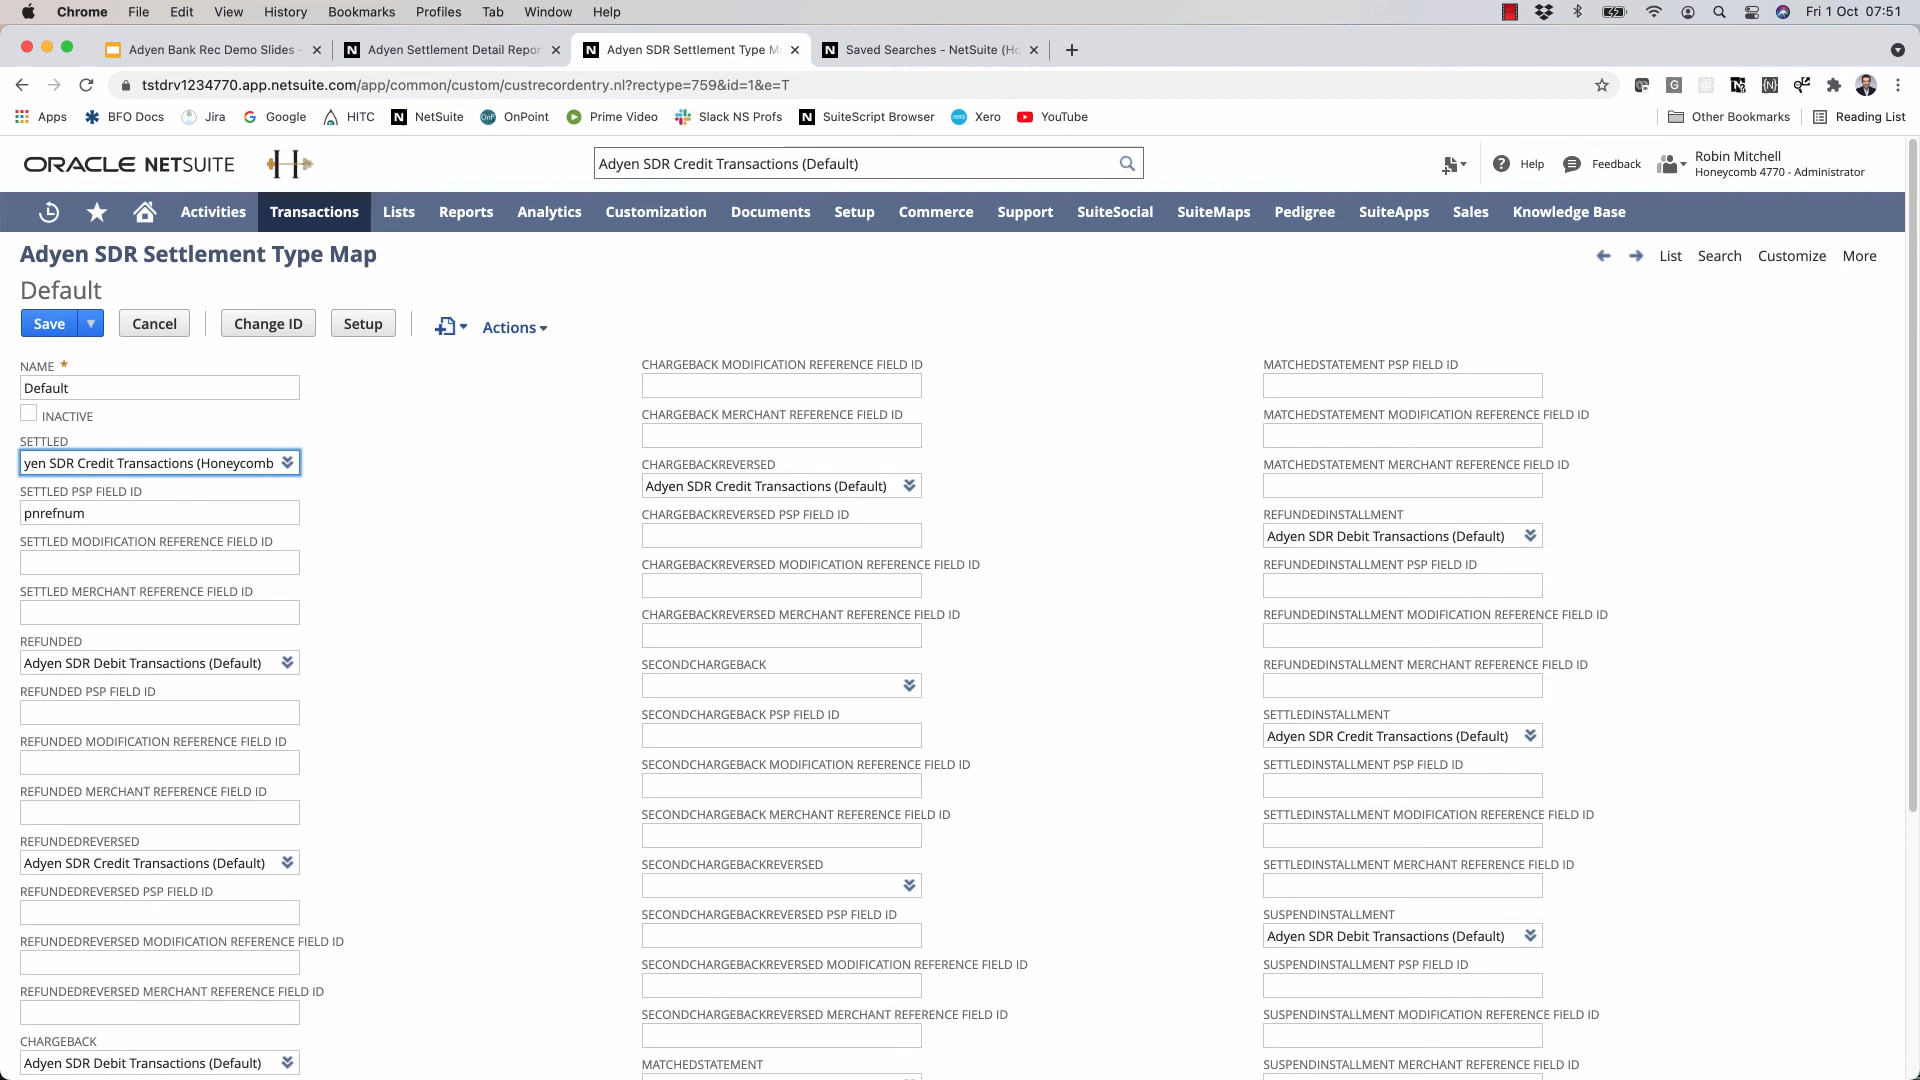 Chrome File Edit View History Bookmarks Profiles Tab Window Help Fri 1 Oct 07:51
Adyen Bank Rec Demo Slides - Adyen Settlement Detail Repor Adyen SDR Settlement Type M Saved Searches - NetSuite (Ho
tstdrv1234770.app.netsuite.com/app/common/custom/custrecordentry.nl?rectype=759&id=1&e=T
Apps BFO Docs Jira Google HITC NetSuite OnPoint Prime Video Slack NS Profs SuiteScript Browser Xero YouTube Other Bookmarks Reading List
ORACLE NETSUITE H Adyen SDR Credit Transactions (Default) Help Feedback Robin Mitchell
Honeycomb 4770 - Administrator
Activities Transactions Lists Reports Analytics Customization Documents Setup Commerce Support SuiteSocial SuiteMaps Pedigree SuiteApps Sales Knowledge Base
Adyen SDR Settlement Type Map
List Search Customize More
Default
Save Cancel Change ID Setup Actions
NAME *
Default
INACTIVE
SETTLED
yen SDR Credit Transactions (Honeycomb
SETTLED PSP FIELD ID
pnrefnum
SETTLED MODIFICATION REFERENCE FIELD ID
SETTLED MERCHANT REFERENCE FIELD ID
REFUNDED
Adyen SDR Debit Transactions (Default)
REFUNDED PSP FIELD ID
REFUNDED MODIFICATION REFERENCE FIELD ID
REFUNDED MERCHANT REFERENCE FIELD ID
REFUNDEDREVERSED
Adyen SDR Credit Transactions (Default)
REFUNDEDREVERSED PSP FIELD ID
REFUNDEDREVERSED MODIFICATION REFERENCE FIELD ID
REFUNDEDREVERSED MERCHANT REFERENCE FIELD ID
CHARGEBACK
Adyen SDR Debit Transactions (Default)
CHARGEBACK MODIFICATION REFERENCE FIELD ID
CHARGEBACK MERCHANT REFERENCE FIELD ID
CHARGEBACKREVERSED
Adyen SDR Credit Transactions (Default)
CHARGEBACKREVERSED PSP FIELD ID
CHARGEBACKREVERSED MODIFICATION REFERENCE FIELD ID
CHARGEBACKREVERSED MERCHANT REFERENCE FIELD ID
SECONDCHARGEBACK
SECONDCHARGEBACK PSP FIELD ID
SECONDCHARGEBACK MODIFICATION REFERENCE FIELD ID
SECONDCHARGEBACK MERCHANT REFERENCE FIELD ID
SECONDCHARGEBACKREVERSED
SECONDCHARGEBACKREVERSED PSP FIELD ID
SECONDCHARGEBACKREVERSED MODIFICATION REFERENCE FIELD ID
SECONDCHARGEBACKREVERSED MERCHANT REFERENCE FIELD ID
MATCHEDSTATEMENT
MATCHEDSTATEMENT PSP FIELD ID
MATCHEDSTATEMENT MODIFICATION REFERENCE FIELD ID
MATCHEDSTATEMENT MERCHANT REFERENCE FIELD ID
REFUNDEDINSTALLMENT
Adyen SDR Debit Transactions (Default)
REFUNDEDINSTALLMENT PSP FIELD ID
REFUNDEDINSTALLMENT MODIFICATION REFERENCE FIELD ID
REFUNDEDINSTALLMENT MERCHANT REFERENCE FIELD ID
SETTLEDINSTALLMENT
Adyen SDR Credit Transactions (Default)
SETTLEDINSTALLMENT PSP FIELD ID
SETTLEDINSTALLMENT MODIFICATION REFERENCE FIELD ID
SETTLEDINSTALLMENT MERCHANT REFERENCE FIELD ID
SUSPENDINSTALLMENT
Adyen SDR Debit Transactions (Default)
SUSPENDINSTALLMENT PSP FIELD ID
SUSPENDINSTALLMENT MODIFICATION REFERENCE FIELD ID
SUSPENDINSTALLMENT MERCHANT REFERENCE FIELD ID